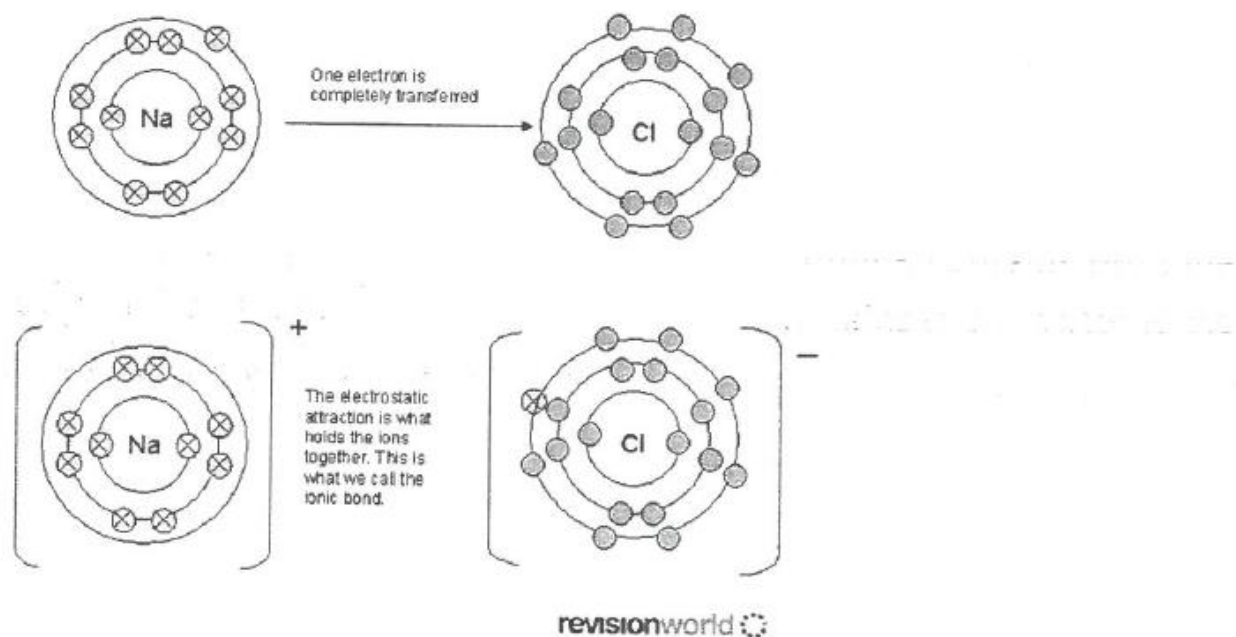 Na
One electron is
completely transferred
Cl
+
−
Na
The electrostatic
attraction is what
holds the ions
together. This is
what we call the
ionic bond.
Cl
revisionworld